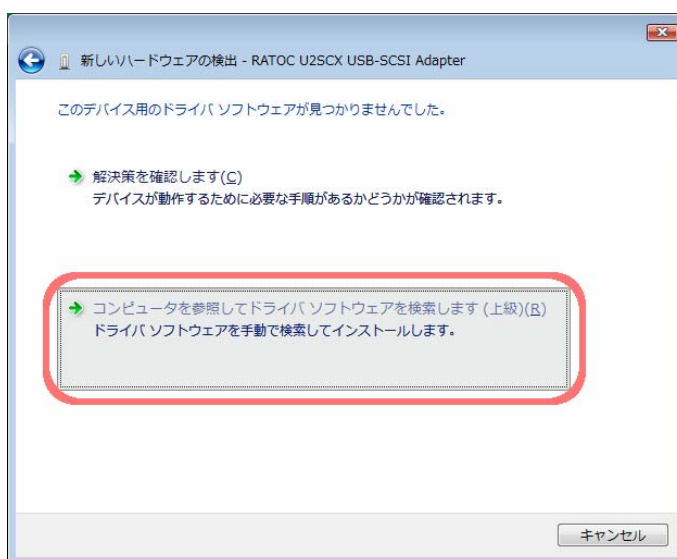 新しいハードウェアの検出 - RATOC U2SCX USB-SCSI Adapter
このデバイス用のドライバ ソフトウェアが見つかりませんでした。
解決策を確認します(C)
デバイスが動作するために必要な手順があるかどうかが確認されます。
コンピュータを参照してドライバ ソフトウェアを検索します (上級)(R)
ドライバ ソフトウェアを手動で検索してインストールします。
キャンセル